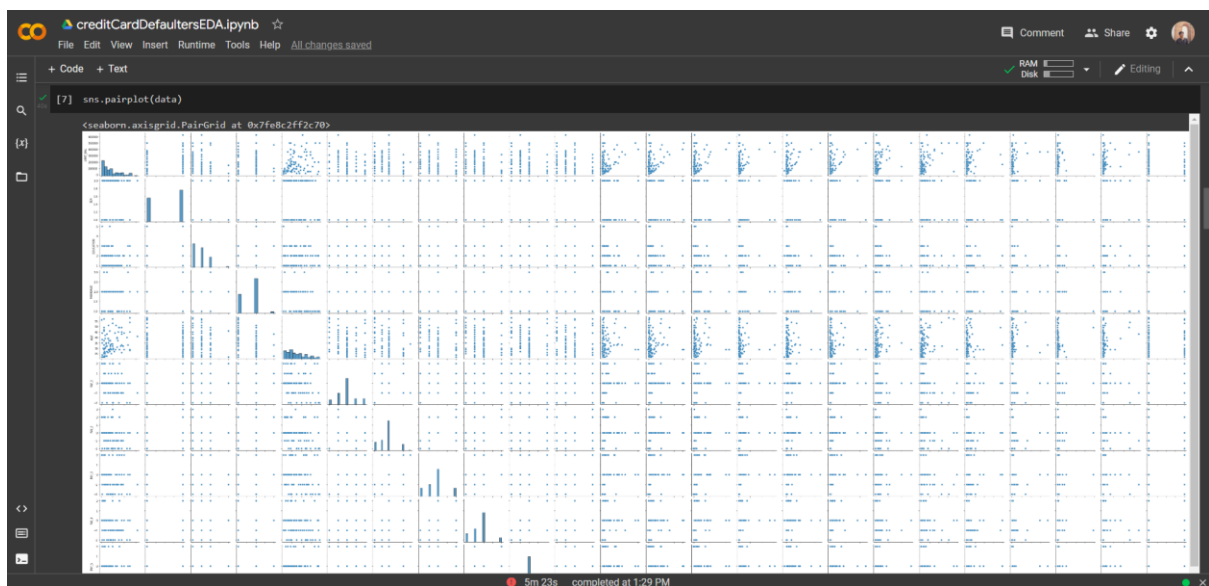 creditCardDefaultersEDA.ipynb
Comment
Share
File Edit View Insert Runtime Tools Help All changes saved
+ Code + Text
RAM
Disk
Editing
[7] sns.pairplot(data)
<seaborn.axisgrid.PairGrid at 0x7fe8c2ff2c70>
{x}
5m 23s completed at 1:29 PM